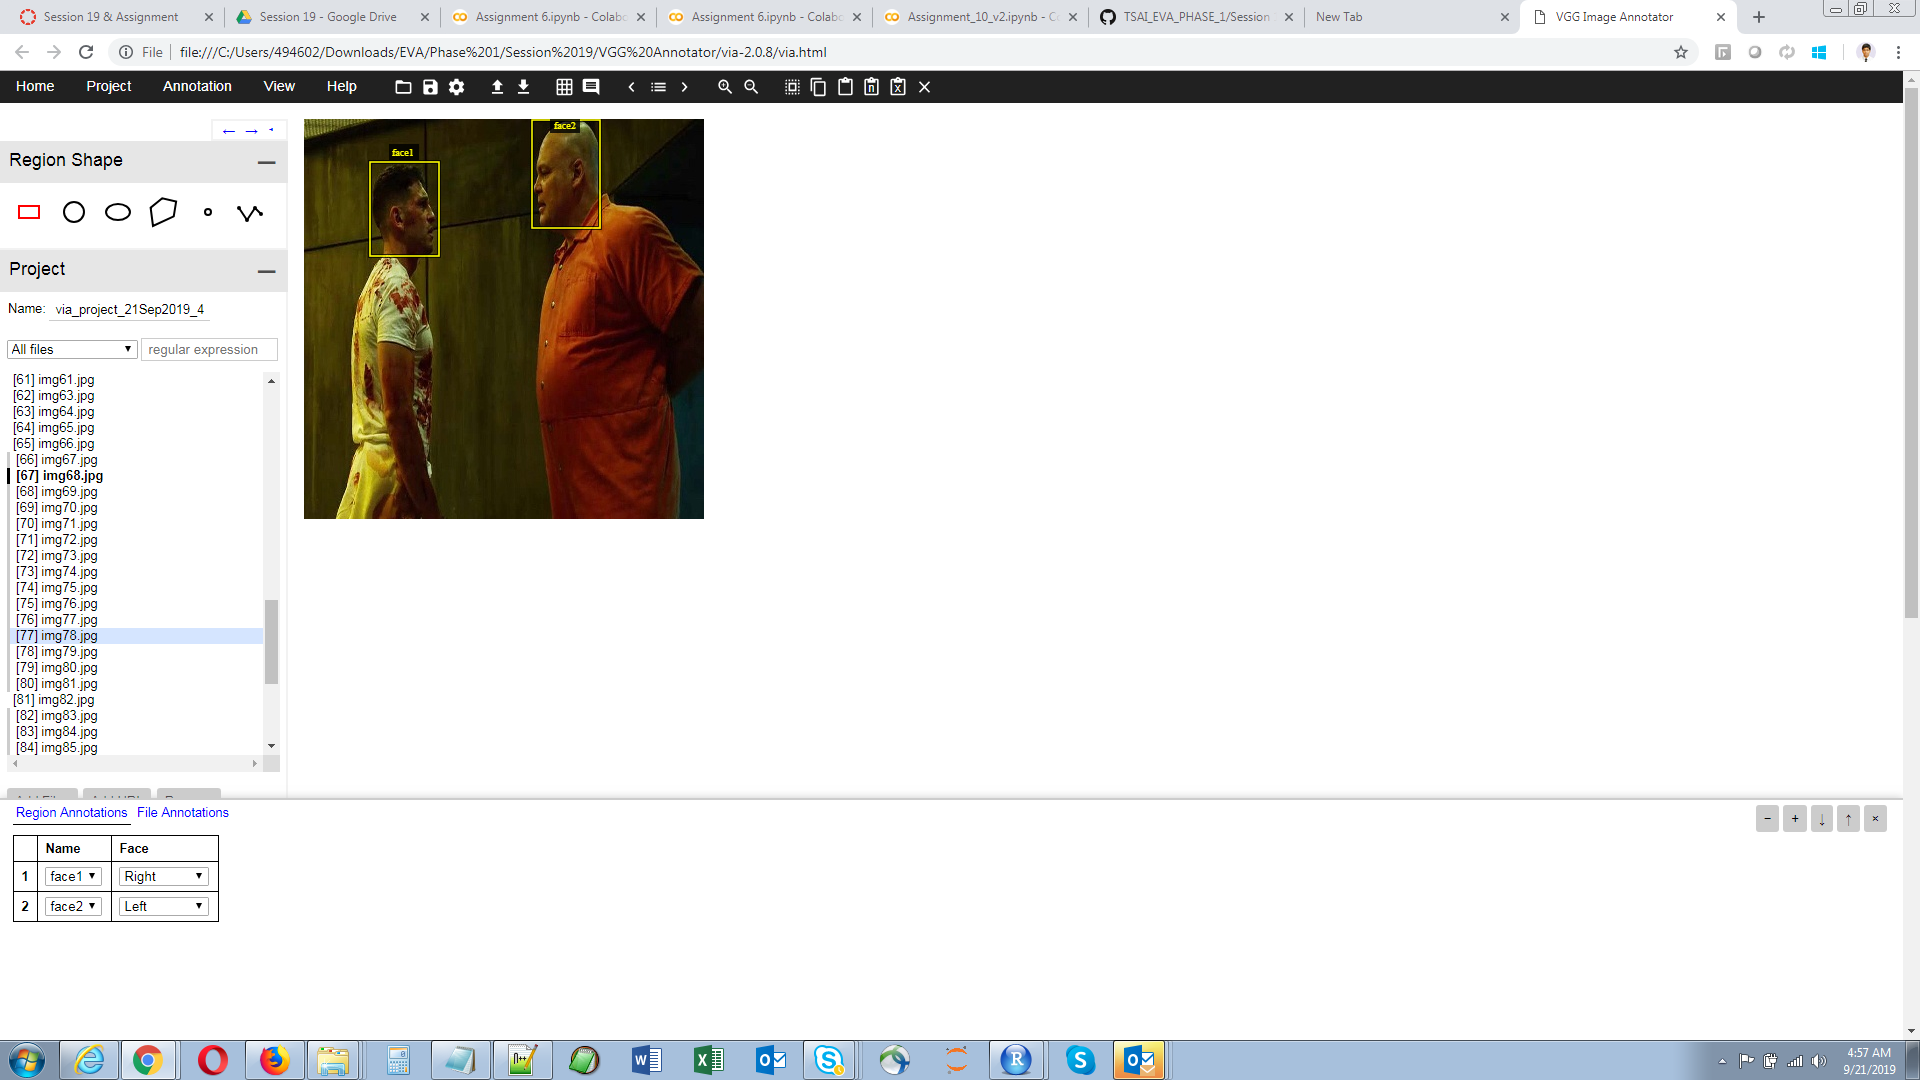 Session 19 & Assignment
Session 19 - Google Drive
Assignment 6.ipynb - Colabo
Assignment 6.ipynb - Colabo
Assignment_10_v2.ipynb - Co
TSAI_EVA_PHASE_1/Session
New Tab
VGG Image Annotator
File
file:///C:/Users/494602/Downloads/EVA/Phase%201/Session%2019/VGG%20Annotator/via-2.0.8/via.html
Home Project Annotation View Help
Region Shape
Project
Name: via_project_21Sep2019_4
All files regular expression
[61] img61.jpg
[62] img63.jpg
[63] img64.jpg
[64] img65.jpg
[65] img66.jpg
[66] img67.jpg
[67] img68.jpg
[68] img69.jpg
[69] img70.jpg
[70] img71.jpg
[71] img72.jpg
[72] img73.jpg
[73] img74.jpg
[74] img75.jpg
[75] img76.jpg
[76] img77.jpg
[77] img78.jpg
[78] img79.jpg
[79] img80.jpg
[80] img81.jpg
[81] img82.jpg
[82] img83.jpg
[83] img84.jpg
[84] img85.jpg
face1
face2
Region Annotations File Annotations
Name Face
1 face1 Right
2 face2 Left
4:57 AM
9/21/2019